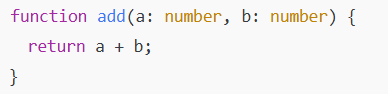 function add(a: number, b: number) {
  return a + b;
}